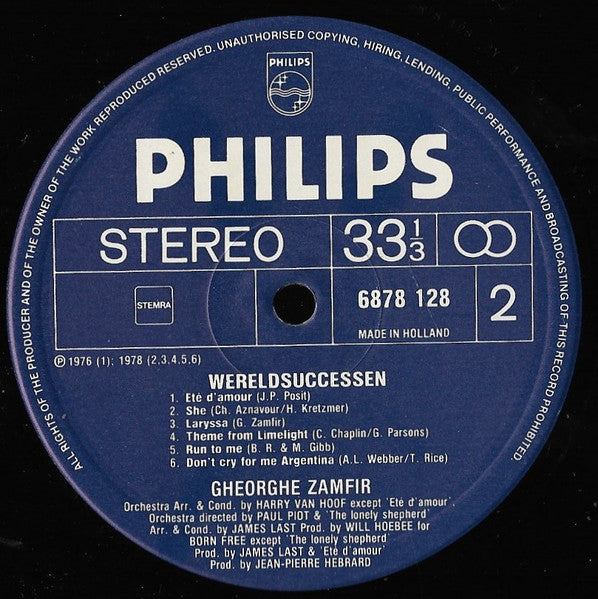 ALL RIGHTS OF THE PRODUCER AND OF THE OWNER OF THE WORK REPRODUCED RESERVED. UNAUTHORISED COPYING, HIRING, LENDING, PUBLIC PERFORMANCE AND BROADCASTING OF THIS RECORD PROHIBITED.
PHILIPS
PHILIPS
STEREO 33 1/3
STEMRA 6878 128 2
MADE IN HOLLAND
Ⓟ 1976 (1); 1978 (2,3,4,5,6)
WERELDSUCCESSEN
1. Eté d'amour (J.P. Posit)
2. She (Ch. Aznavour/H. Kretzmer)
3. Laryssa (G. Zamfir)
4. Theme from Limelight (C. Chaplin/G. Parsons)
5. Run to me (B. R. & M. Gibb)
6. Don't cry for me Argentina (A.L. Webber/T. Rice)
GHEORGHE ZAMFIR
Orchestra Arr. & Cond. by HARRY VAN HOOF except 'Eté d'amour'.
Orchestra directed by PAUL PIOT & 'The lonely shepherd'
Arr. & Cond. by JAMES LAST Prod. by WILL HOEBEE for
BORN FREE except 'The lonely shepherd'
Prod. by JAMES LAST & 'Eté d'amour'
Prod. by JEAN-PIERRE HEBRARD